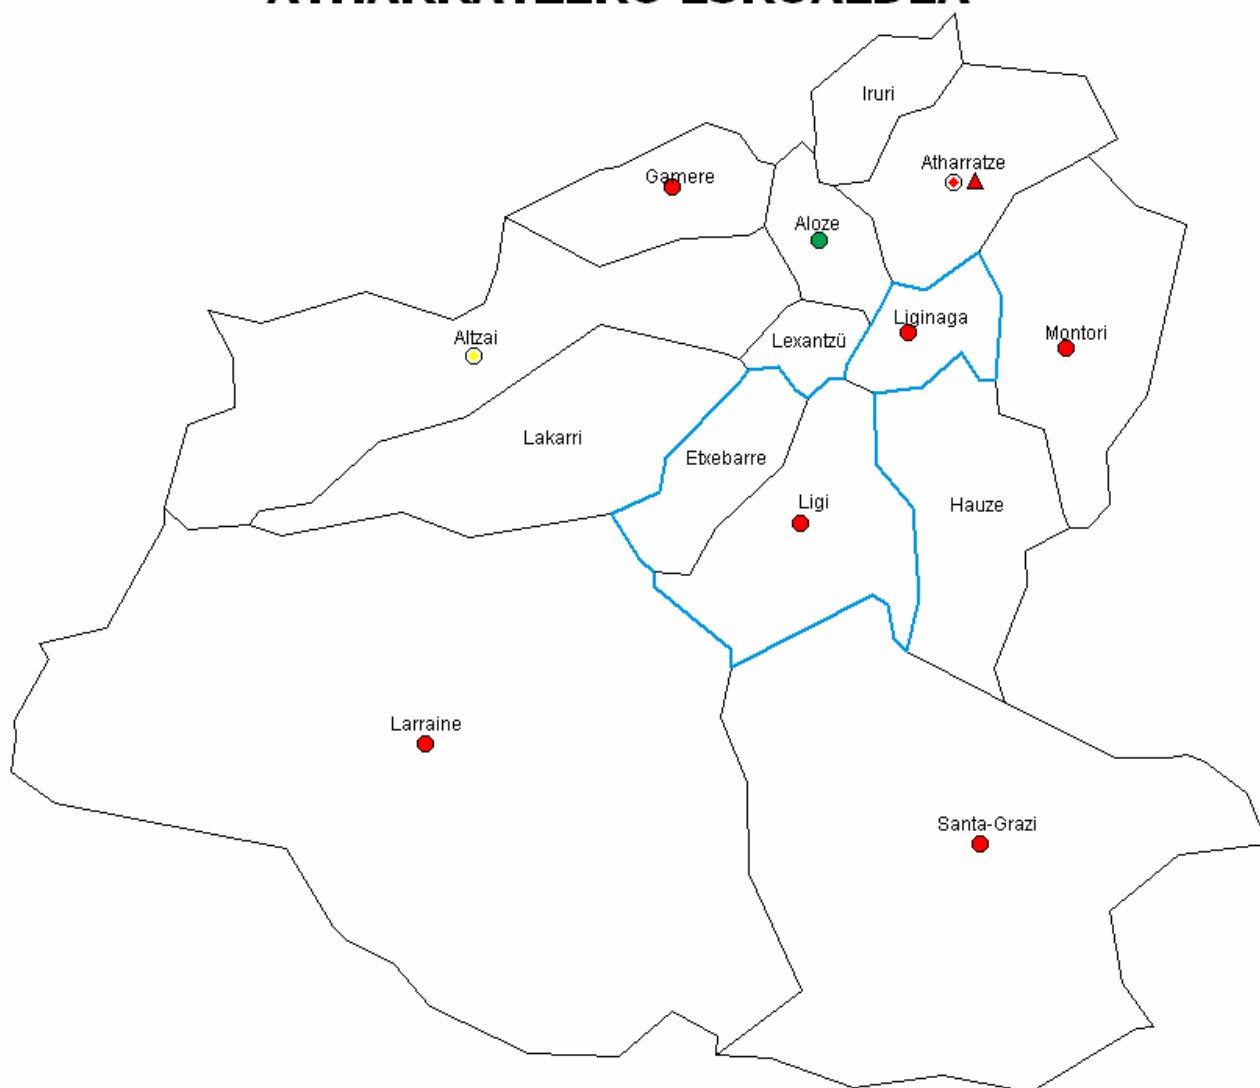 Iruri
Atharratze
Gamere
Aloze
Liginaga
Montori
Altzai
Lexantzü
Lakarri
Etxebarre
Ligi
Hauze
Larraine
Santa-Grazi